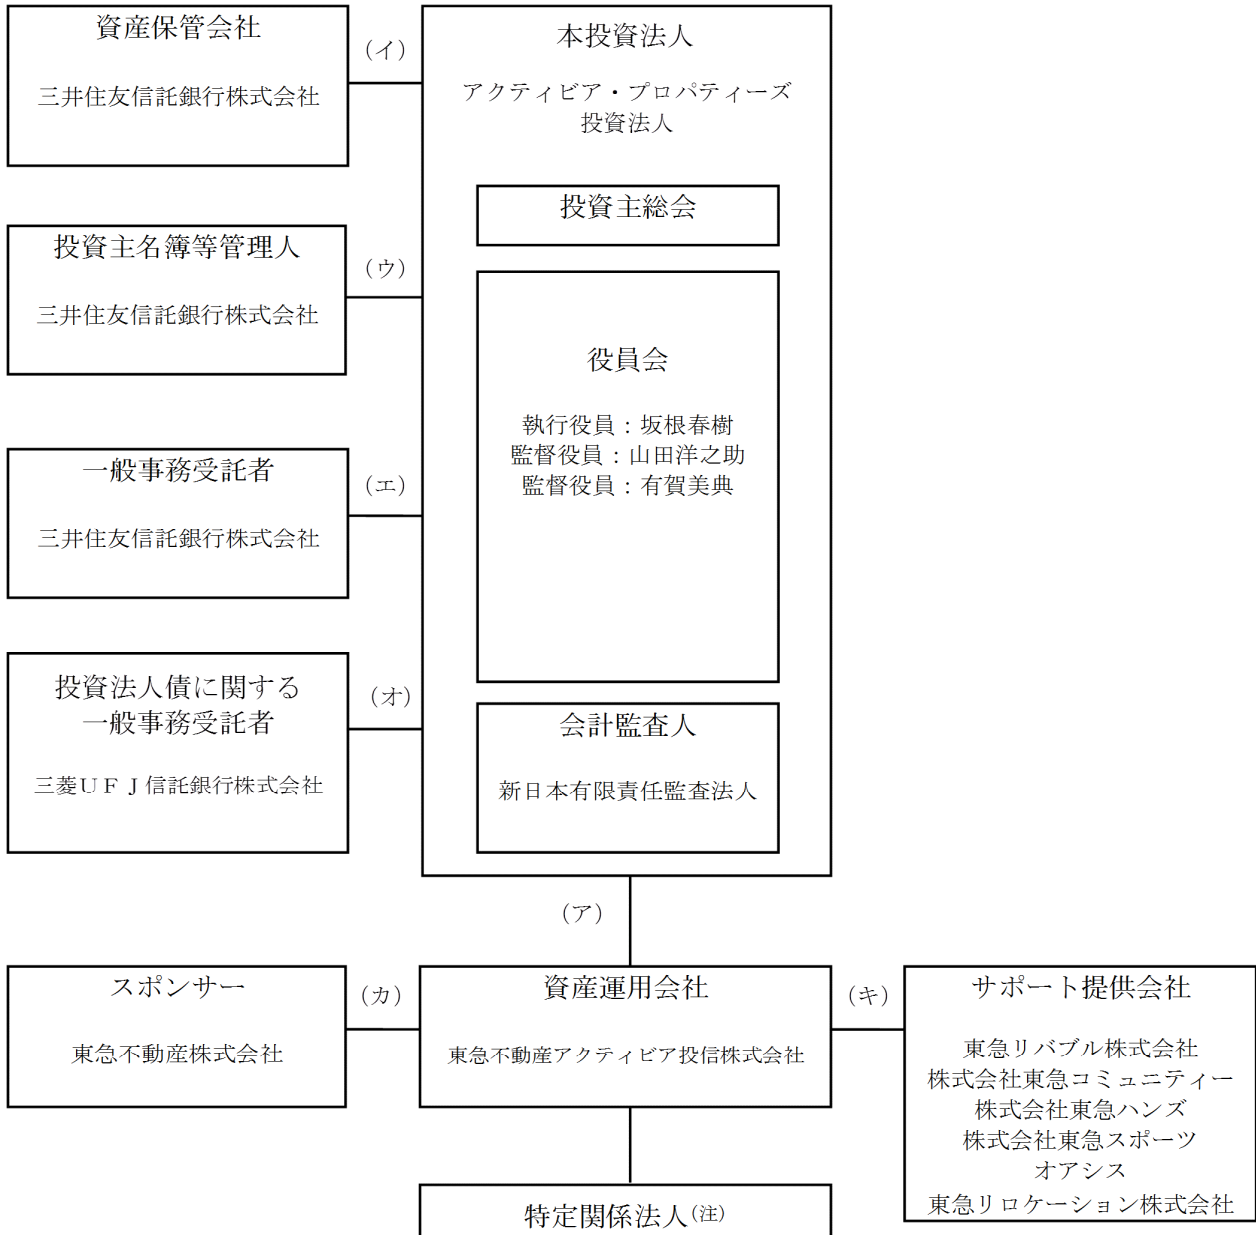 資産保管会社
三井住友信託銀行株式会社
(イ)
本投資法人
アクティビア・プロパティーズ
投資法人
投資主総会
投資主名簿等管理人
三井住友信託銀行株式会社
(ウ)
役員会
執行役員：坂根春樹
監督役員：山田洋之助
監督役員：有賀美典
一般事務受託者
三井住友信託銀行株式会社
(エ)
投資法人債に関する
一般事務受託者
三菱ＵＦＪ信託銀行株式会社
(オ)
会計監査人
新日本有限責任監査法人
(ア)
スポンサー
東急不動産株式会社
(カ)
資産運用会社
東急不動産アクティビア投信株式会社
(キ)
サポート提供会社
東急リバブル株式会社
株式会社東急コミュニティー
株式会社東急ハンズ
株式会社東急スポーツ
オアシス
東急リロケーション株式会社
特定関係法人(注)